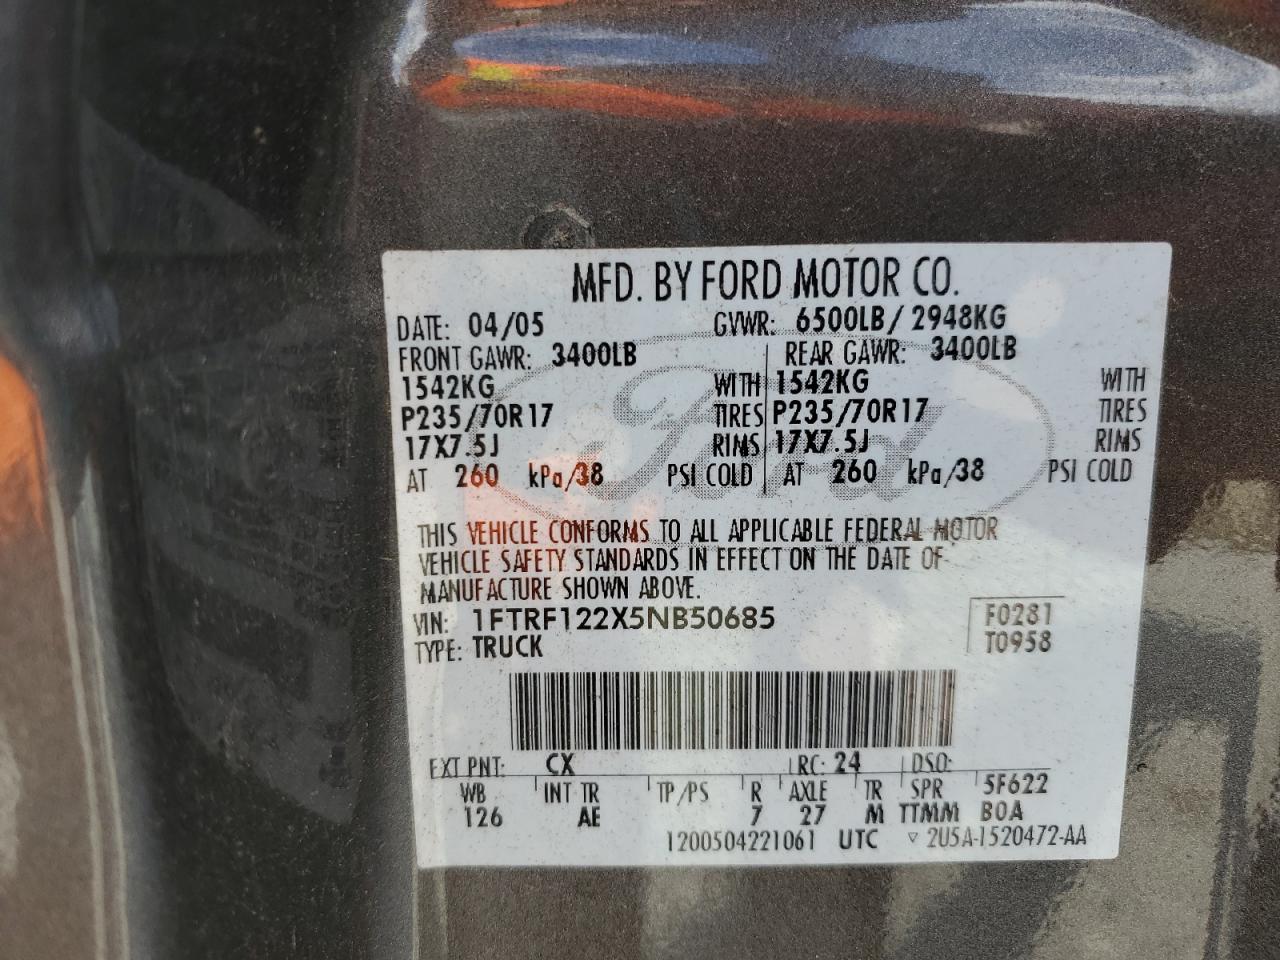 MFD. BY FORD MOTOR CO.
DATE: 04/05 GVWR: 6500LB/ 2948KG
FRONT GAWR: 3400LB REAR GAWR: 3400LB
1542KG WITH 1542KG WITH
P235/70R17 TIRES P235/70R17 TIRES
17X7.5J RIMS 17X7.5J RIMS
AT 260 kPa/38 PSI COLD AT 260 kPa/38 PSI COLD
Ford
THIS VEHICLE CONFORMS TO ALL APPLICABLE FEDERAL MOTOR
VEHICLE SAFETY STANDARDS IN EFFECT ON THE DATE OF
MANUFACTURE SHOWN ABOVE.
VIN: 1FTRF122X5NB50685 F0281
TYPE: TRUCK T0958
EXT PNT: CX RC: 24 DSO:
WB INT TR TP/PS R AXLE TR SPR 5F622
126 AE 7 27 M TTMM BOA
1200504221061 UTC ▽ 2U5A-1520472-AA